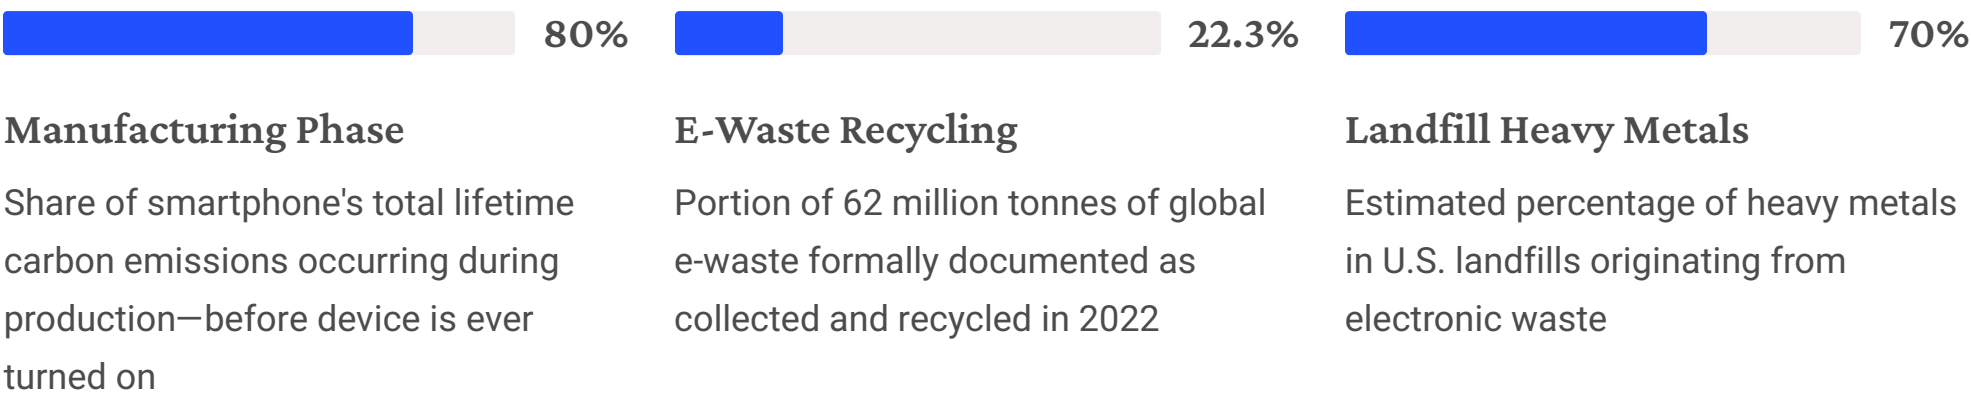 80%
Manufacturing Phase
Share of smartphone's total lifetime
carbon emissions occurring during
production—before device is ever
turned on
22.3%
E-Waste Recycling
Portion of 62 million tonnes of global
e-waste formally documented as
collected and recycled in 2022
70%
Landfill Heavy Metals
Estimated percentage of heavy metals
in U.S. landfills originating from
electronic waste